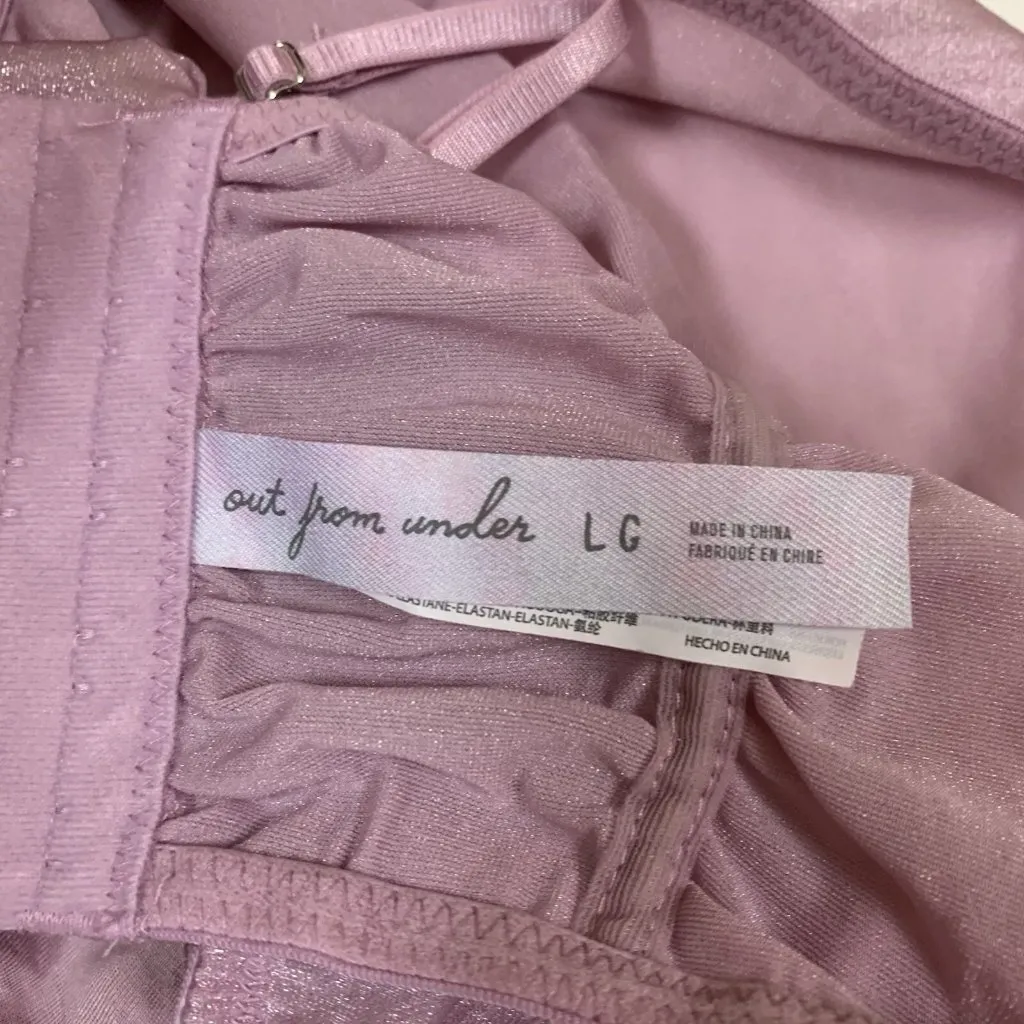 out from under LG
MADE IN CHINA
FABRIQUÉ EN CHINE
ELASTANE-ELASTAN-ELASTAN-氨纶
HECHO EN CHINA